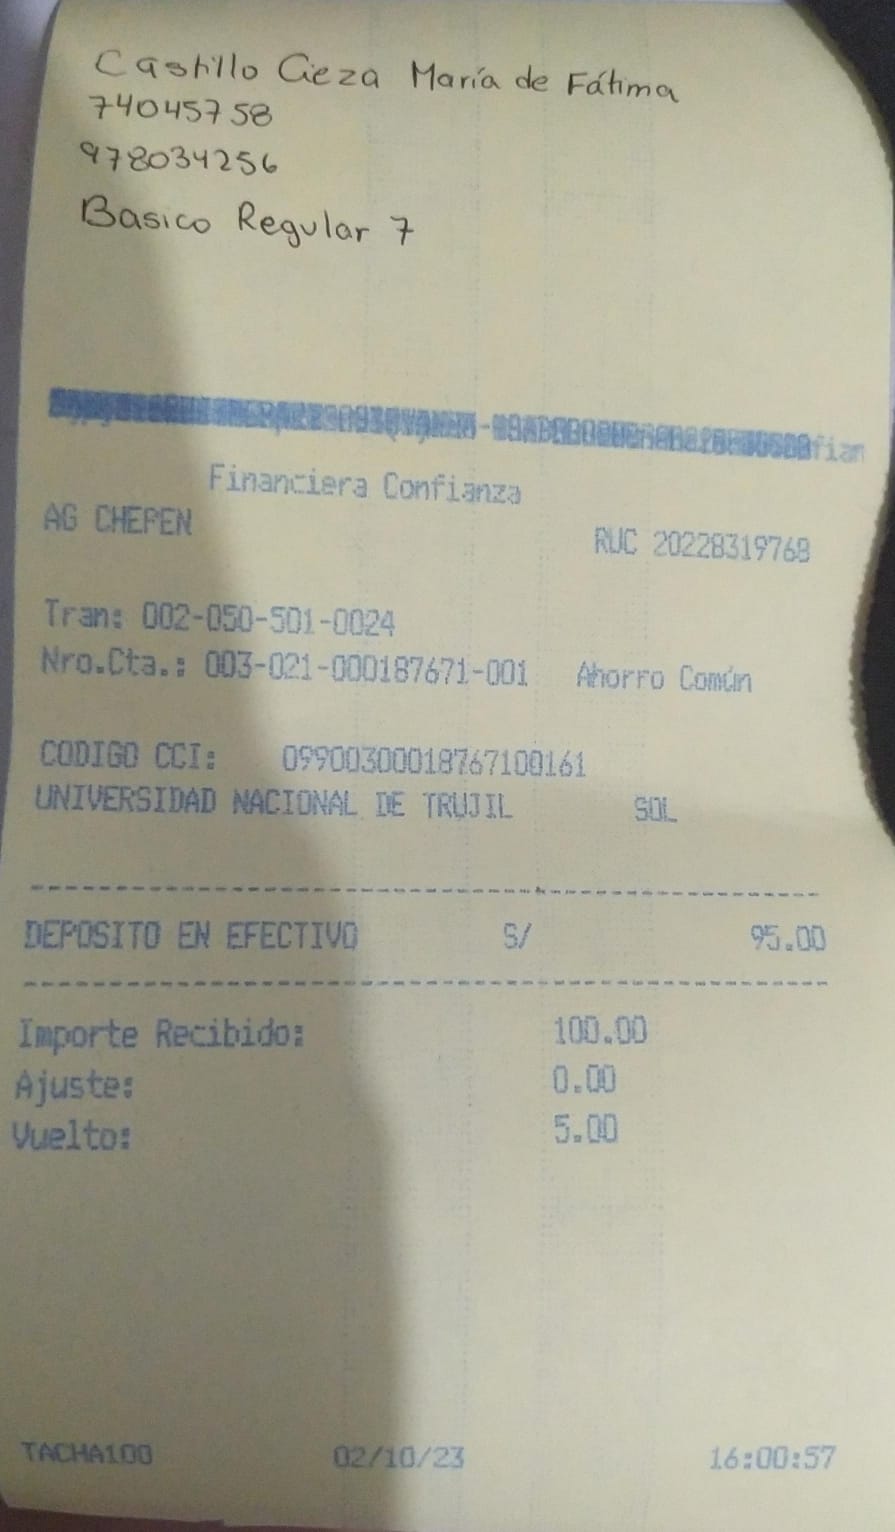 Castillo Cieza María de Fátima
74045758
978034256
Basico Regular 7
Financiera Confianza
AG CHEPEN RUC 20228319768
Tran: 002-050-501-0024
Nro.Cta.: 003-021-000187671-001 Ahorro Común
CODIGO CCI: 09900300018767100161
UNIVERSIDAD NACIONAL DE TRUJIL SOL
DEPOSITO EN EFECTIVO S/ 95.00
Importe Recibido: 100.00
Ajuste: 0.00
Vuelto: 5.00
TACHA100 02/10/23 16:00:57